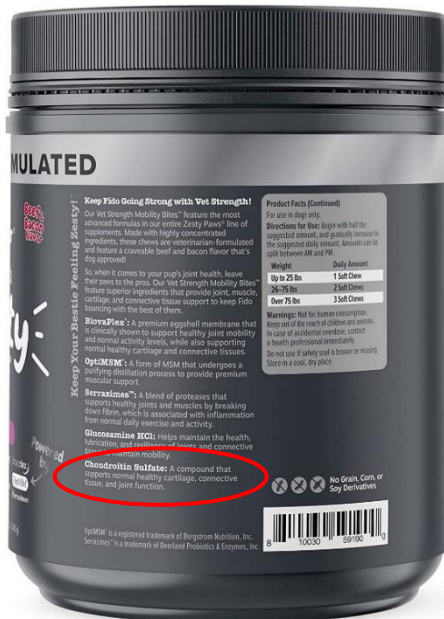 MULATED
Beef &
Bacon
Flavor
Keep Your Bestie Feeling Zesty!
Keep Fido Going Strong with Vet Strength!
Our Vet Strength Mobility Bites™ feature the most
advanced formulas in our entire Zesty Paws® line of
supplements. Made with highly concentrated
ingredients, these chews are veterinarian-formulated
and feature a craveable beef and bacon flavor that's
dog approved!
So, when it comes to your pup's joint health, leave
their paws to the pros. Our Vet Strength Mobility Bites™
feature superior ingredients that provide joint, muscle,
cartilage, and connective tissue support to keep Fido
bouncing with the best of them.
BiovaPlex®: A premium eggshell membrane that
is clinically shown to support healthy joint mobility
and normal activity levels, while also supporting
normal healthy cartilage and connective tissues.
OptiMSM®: A form of MSM that undergoes a
purifying distillation process to provide premium
muscular support.
Serrazimes™: A blend of proteases that
supports healthy joints and muscles by breaking
down fibrin, which is associated with inflammation
from normal daily exercise and activity.
Glucosamine HCl: Helps maintain the health,
lubrication, and resiliency of joints and connective
tissue to maintain mobility.
Chondroitin Sulfate: A compound that
supports normal healthy cartilage, connective
tissue, and joint function.
OptiMSM® is a registered trademark of Bergstrom Nutrition, Inc.
Serrazimes™ is a trademark of Deerland Probiotics & Enzymes, Inc.
Powered
by
Product Facts (Continued)
For use in dogs only.
Directions for Use: Begin with half the
suggested amount, and gradually increase to
the suggested daily amount. Amounts can be
split between AM and PM.
Weight Daily Amount
Up to 25 lbs 1 Soft Chew
26-75 lbs 2 Soft Chews
Over 75 lbs 3 Soft Chews
Warnings: Not for human consumption.
Keep out of the reach of children and animals.
In case of accidental overdose, contact
a health professional immediately.
Do not use if safety seal is broken or missing.
Store in a cool, dry place.
No Grain, Corn, or
Soy Derivatives
8 10030 59190 0